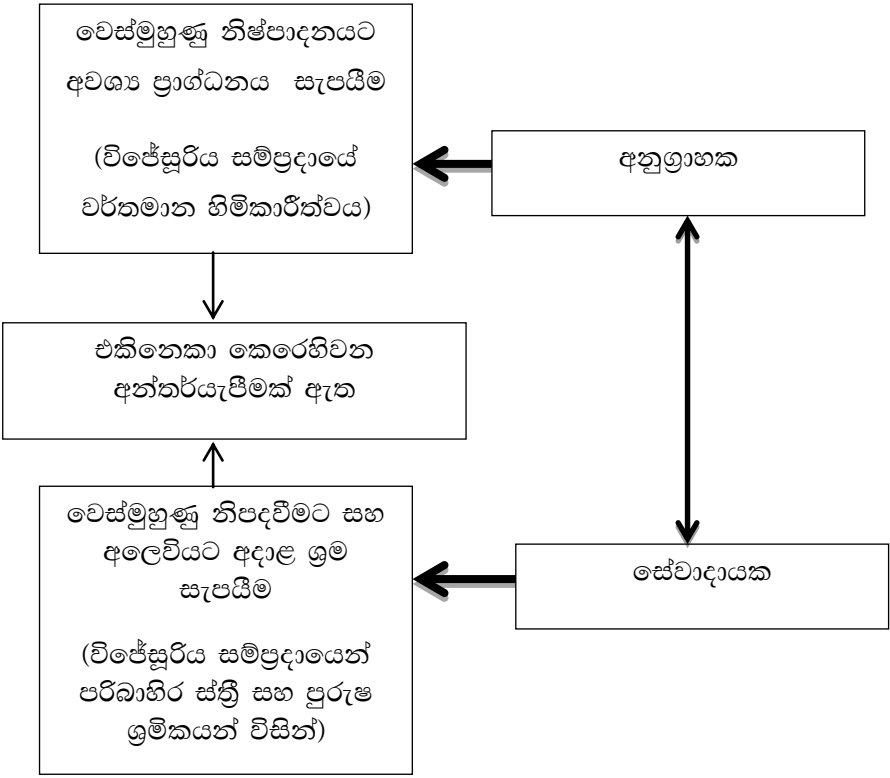 වෙස්මුහුණු නිෂ්පාදනයට
අවශ්‍ය ප්‍රාග්ධනය සැපයීම
(විජේසූරිය සම්ප්‍රදායේ
වර්තමාන හිමිකාරීත්වය)
අනුග්‍රාහක
එකිනෙකා කෙරෙහිවන
අන්තර්යැපීමක් ඇත
වෙස්මුහුණු නිපදවීමට සහ
අලෙවියට අදාළ ශ්‍රම
සැපයීම
(විජේසූරිය සම්ප්‍රදායෙන්
පරිබාහිර ස්ත්‍රී සහ පුරුෂ
ශ්‍රමිකයන් විසින්)
සේවාදායක